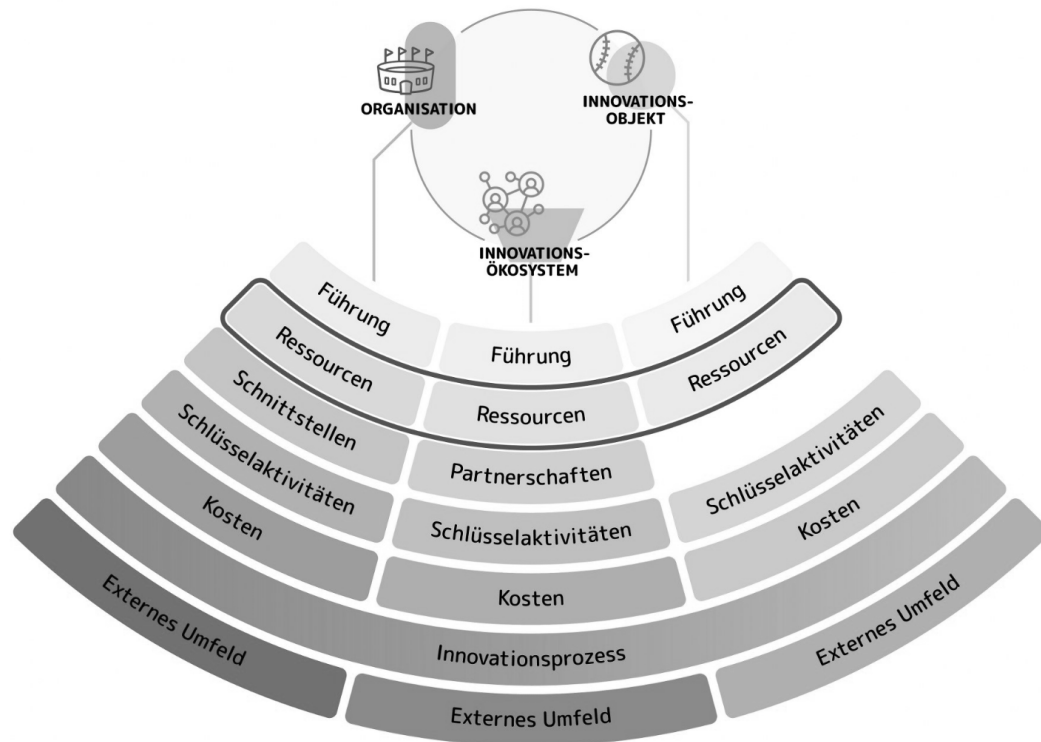 ORGANISATION
INNOVATIONS-
OBJEKT
INNOVATIONS-
ÖKOSYSTEM
Führung
Führung
Führung
Ressourcen
Ressourcen
Ressourcen
Schnittstellen
Partnerschaften
Schlüsselaktivitäten
Schlüsselaktivitäten
Schlüsselaktivitäten
Kosten
Kosten
Kosten
Innovationsprozess
Externes Umfeld
Externes Umfeld
Externes Umfeld